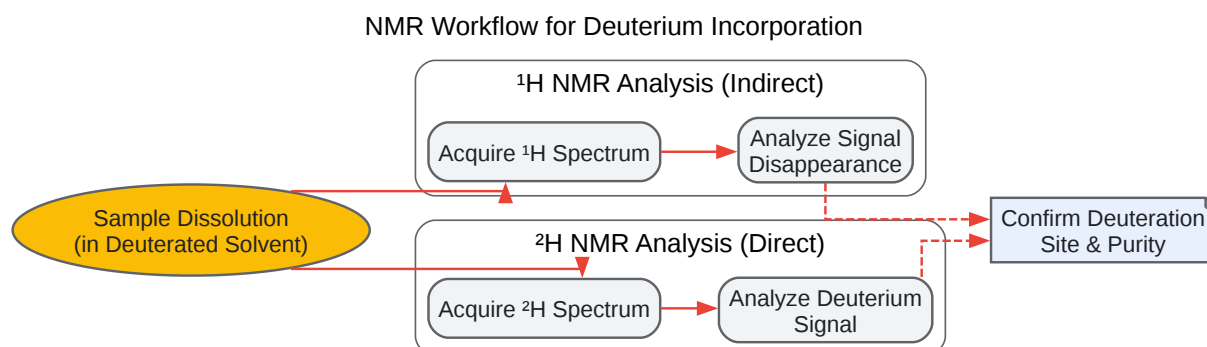 NMR Workflow for Deuterium Incorporation
¹H NMR Analysis (Indirect)
Acquire ¹H Spectrum
Analyze Signal
Disappearance
Sample Dissolution
(in Deuterated Solvent)
²H NMR Analysis (Direct)
Acquire ²H Spectrum
Analyze Deuterium
Signal
Confirm Deuteration
Site & Purity